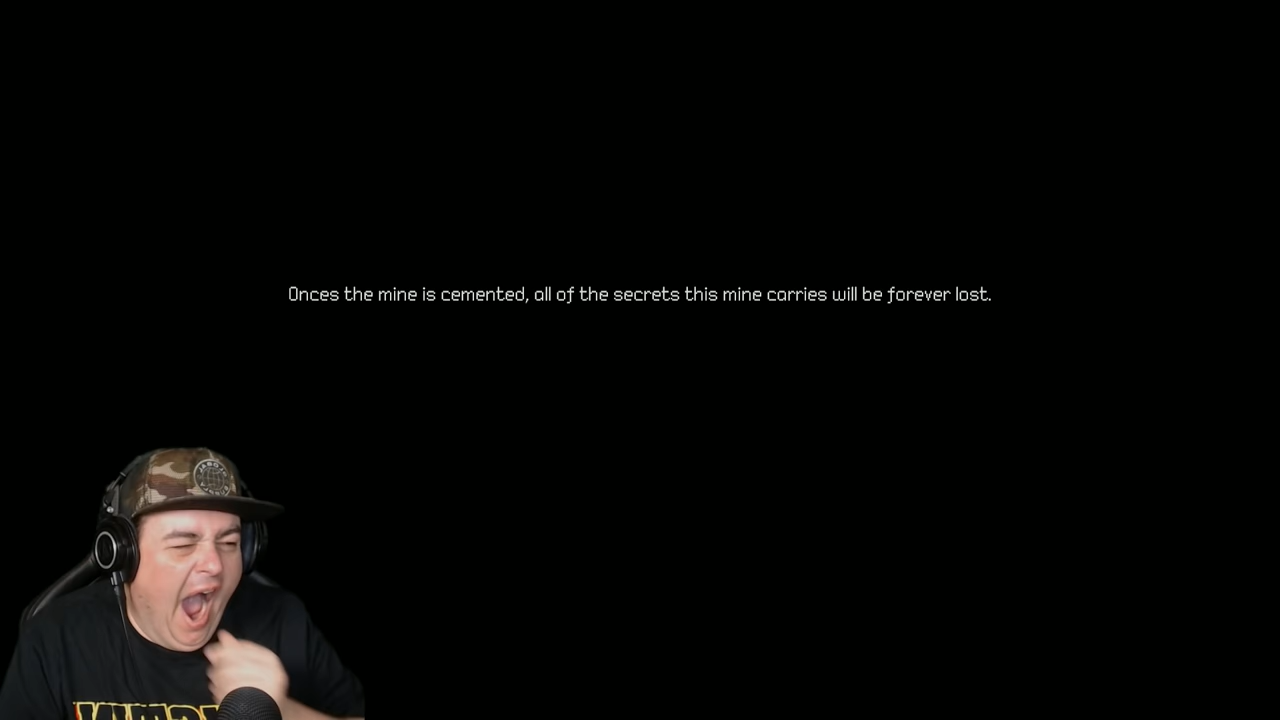 Onces the mine is cemented, all of the secrets this mine carries will be forever lost.